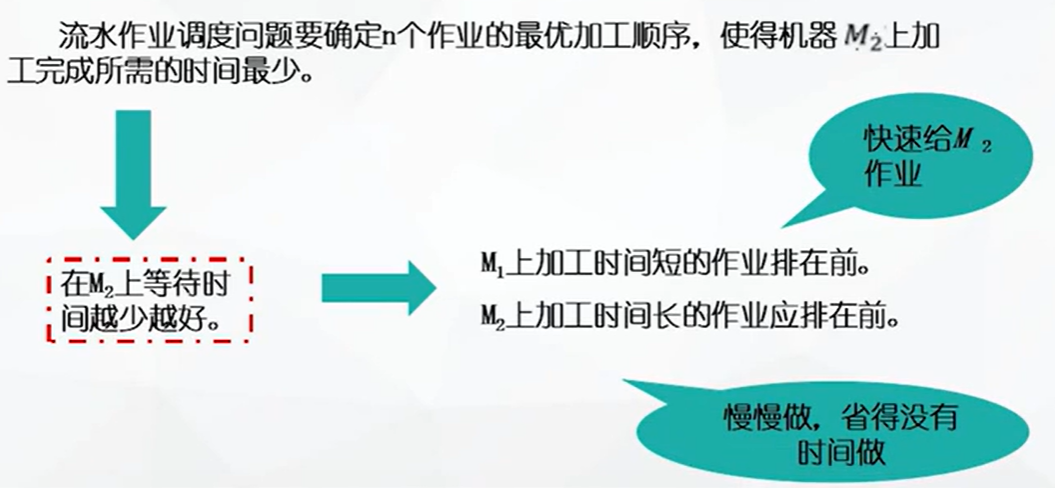 流水作业调度问题要确定n个作业的最优加工顺序，使得机器 M₂上加
工完成所需的时间最少。
快速给M ₂
作业
在M₂上等待时
间越少越好。
M₁上加工时间短的作业排在前。
M₂上加工时间长的作业应排在前。
慢慢做，省得没有
时间做